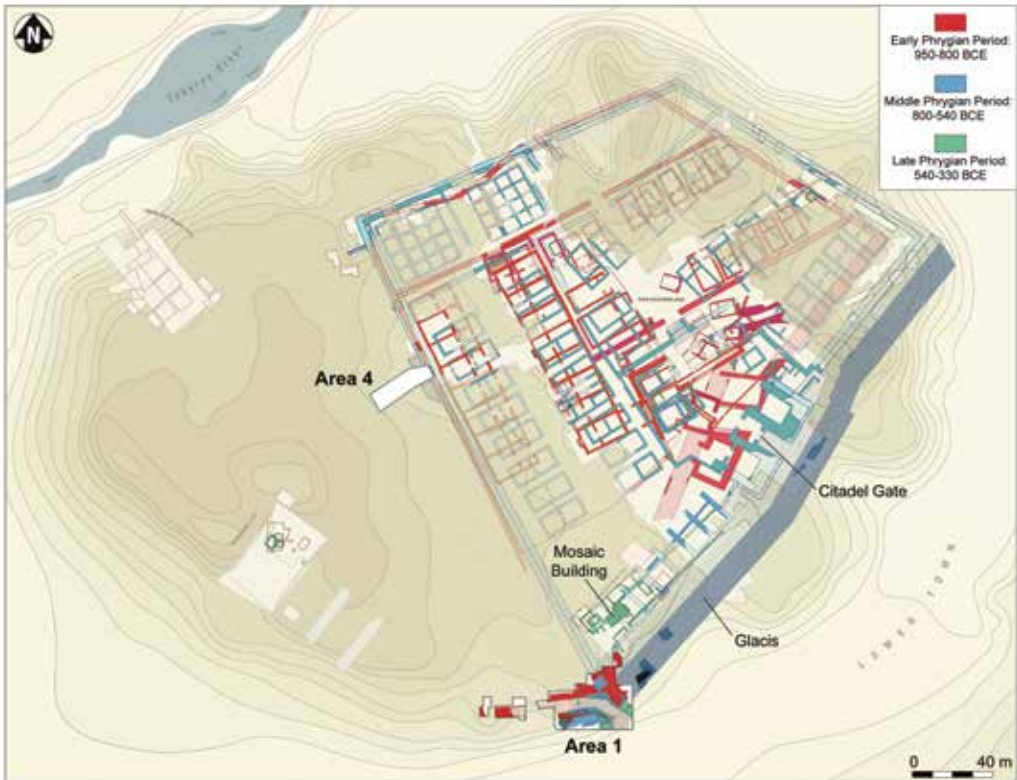 N
Sakarya River
Early Phrygian Period:
950-800 BCE
Middle Phrygian Period:
800-540 BCE
Late Phrygian Period:
540-330 BCE
Area 4
Citadel Gate
Mosaic
Building
Glacis
LOWER TOWN
Area 1
0 40 m